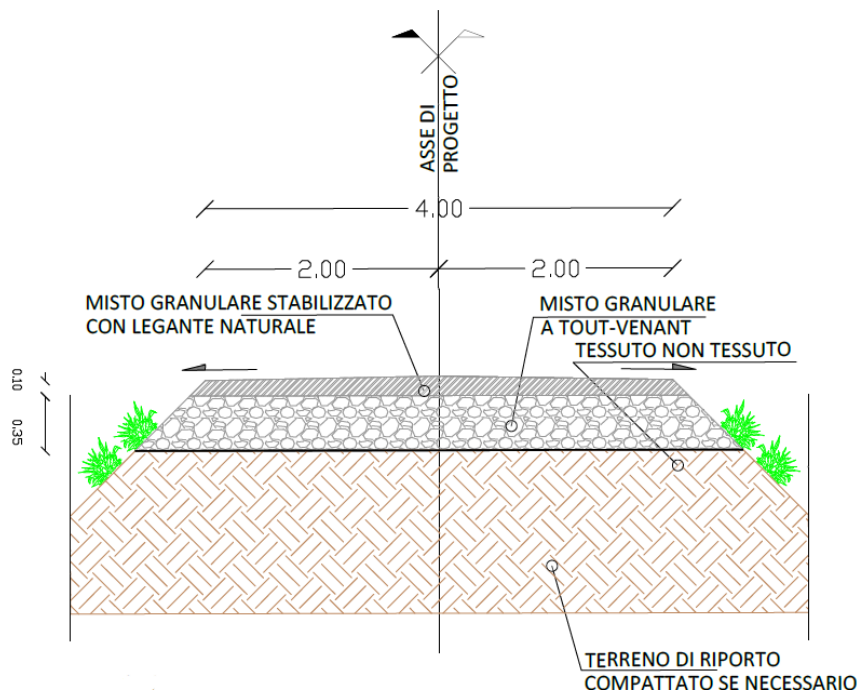 ASSE DI
PROGETTO
4.00
2.00
2.00
MISTO GRANULARE STABILIZZATO
CON LEGANTE NATURALE
MISTO GRANULARE
A TOUT-VENANT
TESSUTO NON TESSUTO
0.10
0.35
TERRENO DI RIPORTO
COMPATTATO SE NECESSARIO